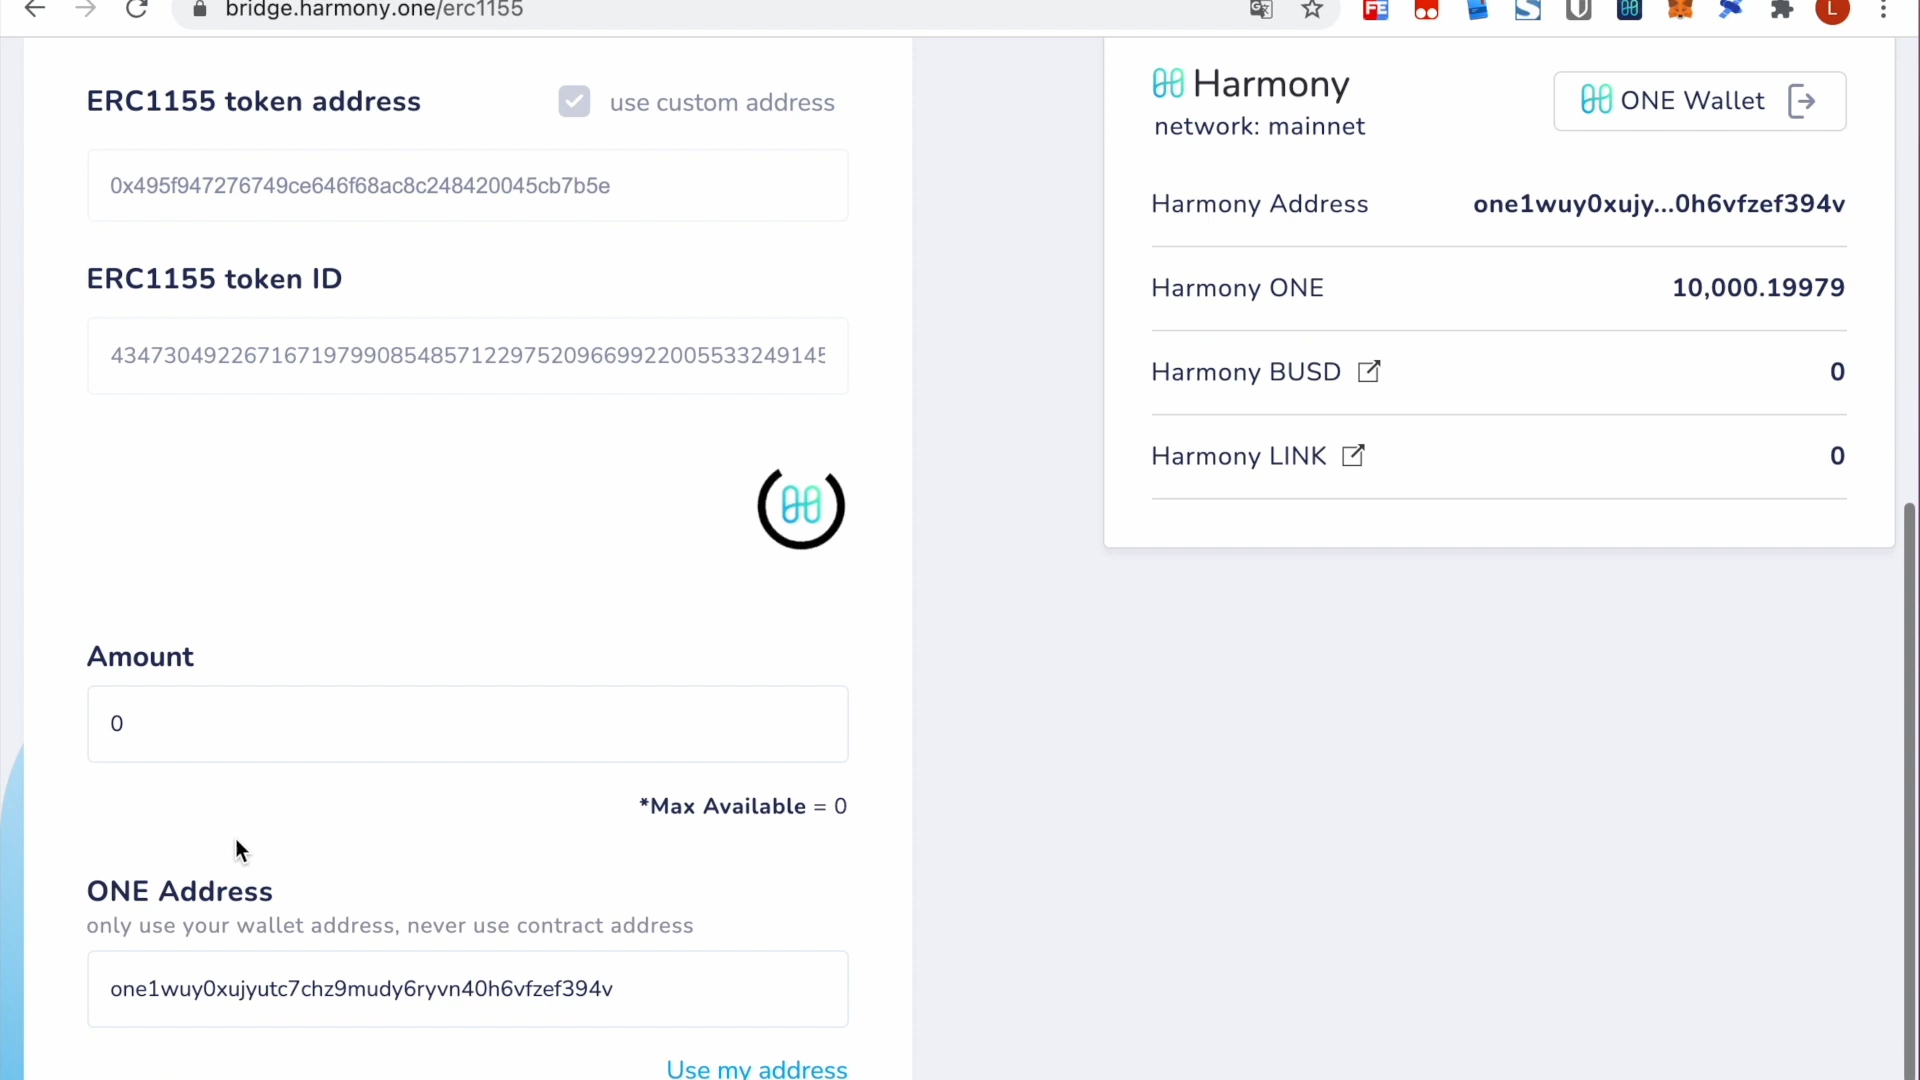 bridge.harmony.one/erc1155
FE
L
ERC1155 token address
use custom address
0x495f947276749ce646f68ac8c248420045cb7b5e
ERC1155 token ID
43473049226716719799085485712297520966992200553324914
Amount
0
*Max Available = 0
ONE Address
only use your wallet address, never use contract address
one1wuy0xujyutc7chz9mudy6ryvn40h6vfzef394v
Use my address
Harmony
network: mainnet
ONE Wallet
Harmony Address
one1wuy0xujy...0h6vfzef394v
Harmony ONE
10,000.19979
Harmony BUSD
0
Harmony LINK
0